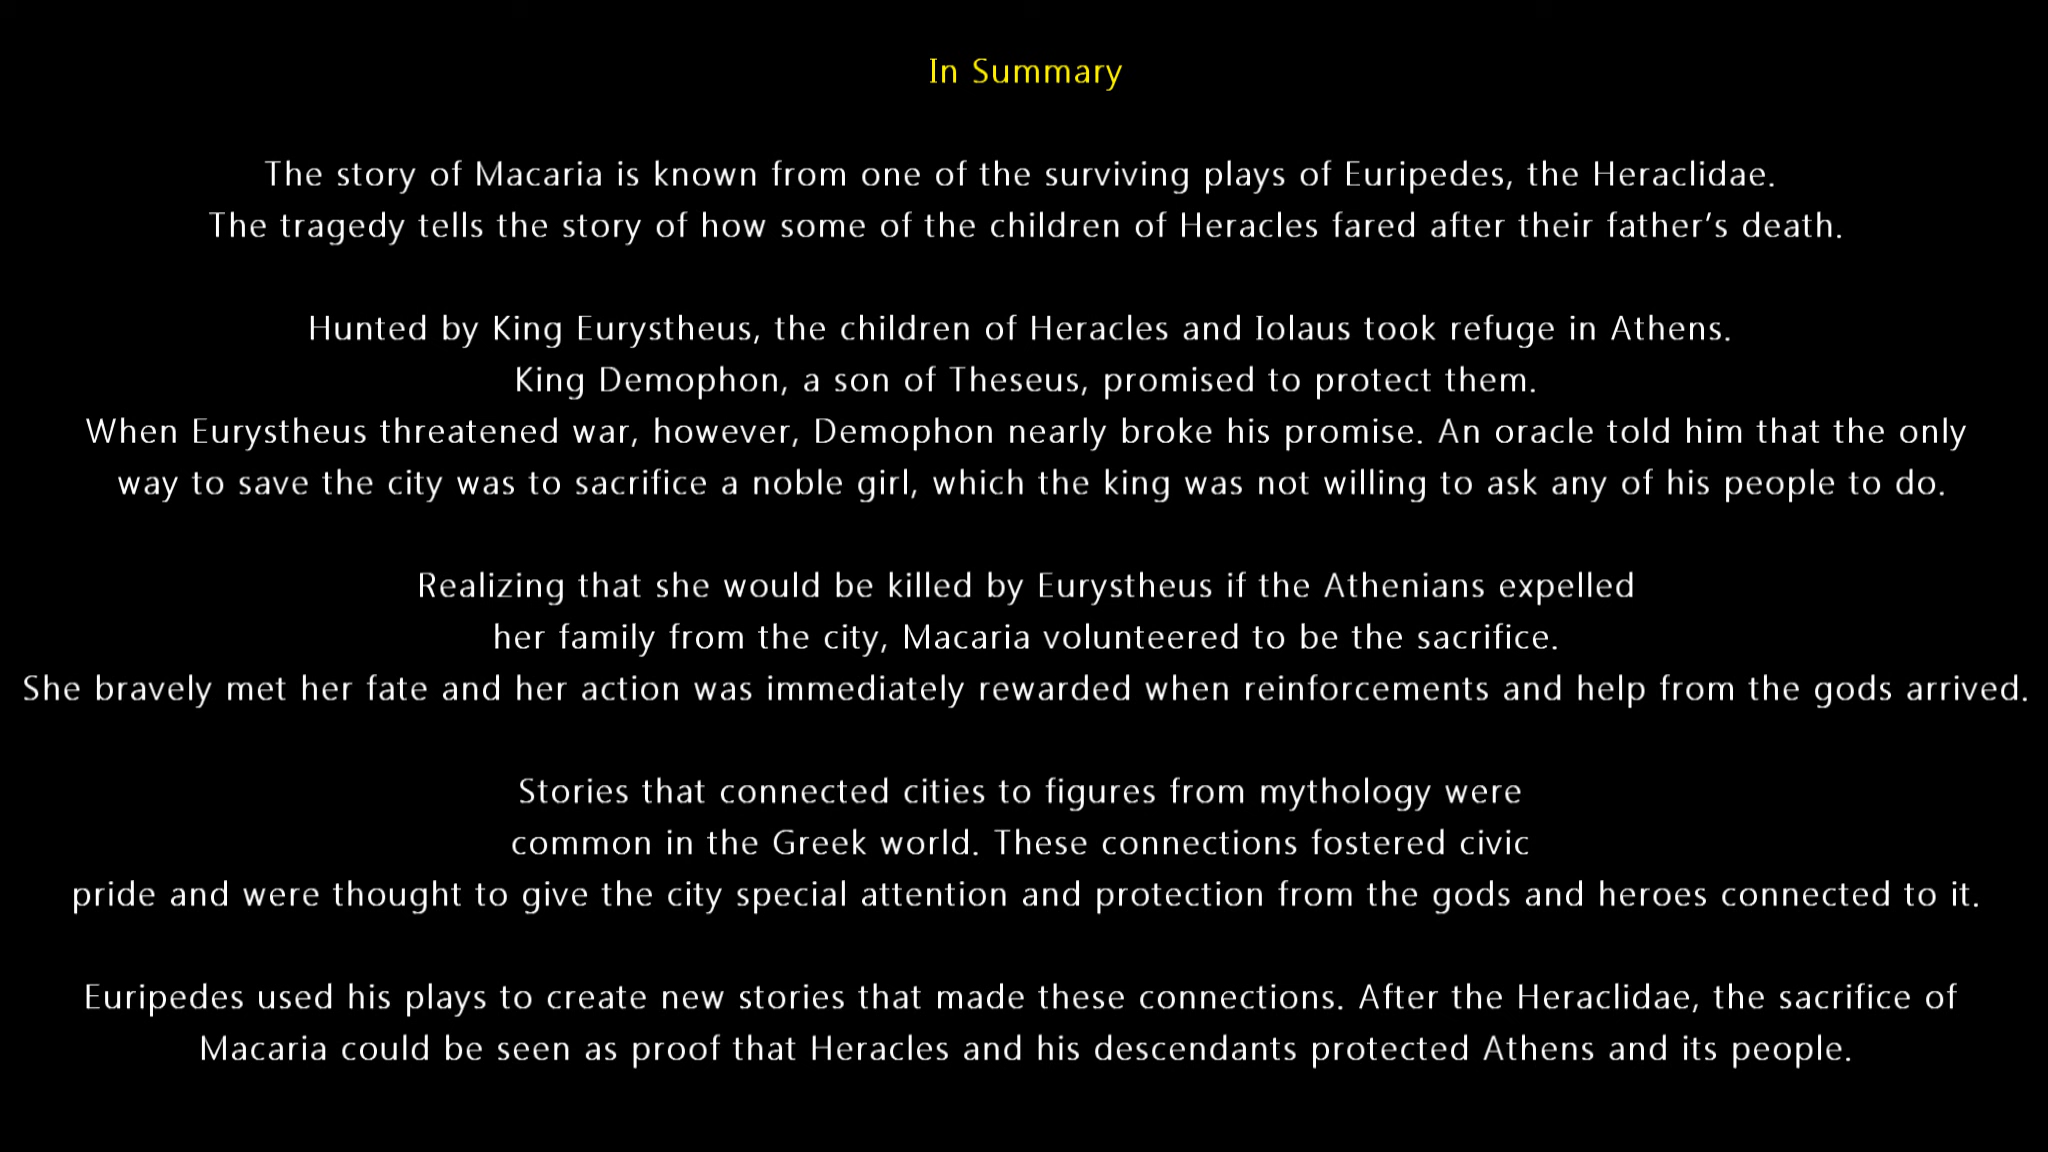 In Summary
The story of Macaria is known from one of the surviving plays of Euripedes, the Heraclidae.
The tragedy tells the story of how some of the children of Heracles fared after their father’s death.
Hunted by King Eurystheus, the children of Heracles and Iolaus took refuge in Athens.
King Demophon, a son of Theseus, promised to protect them.
When Eurystheus threatened war, however, Demophon nearly broke his promise. An oracle told him that the only
way to save the city was to sacrifice a noble girl, which the king was not willing to ask any of his people to do.
Realizing that she would be killed by Eurystheus if the Athenians expelled
her family from the city, Macaria volunteered to be the sacrifice.
She bravely met her fate and her action was immediately rewarded when reinforcements and help from the gods arrived.
Stories that connected cities to figures from mythology were
common in the Greek world. These connections fostered civic
pride and were thought to give the city special attention and protection from the gods and heroes connected to it.
Euripedes used his plays to create new stories that made these connections. After the Heraclidae, the sacrifice of
Macaria could be seen as proof that Heracles and his descendants protected Athens and its people.